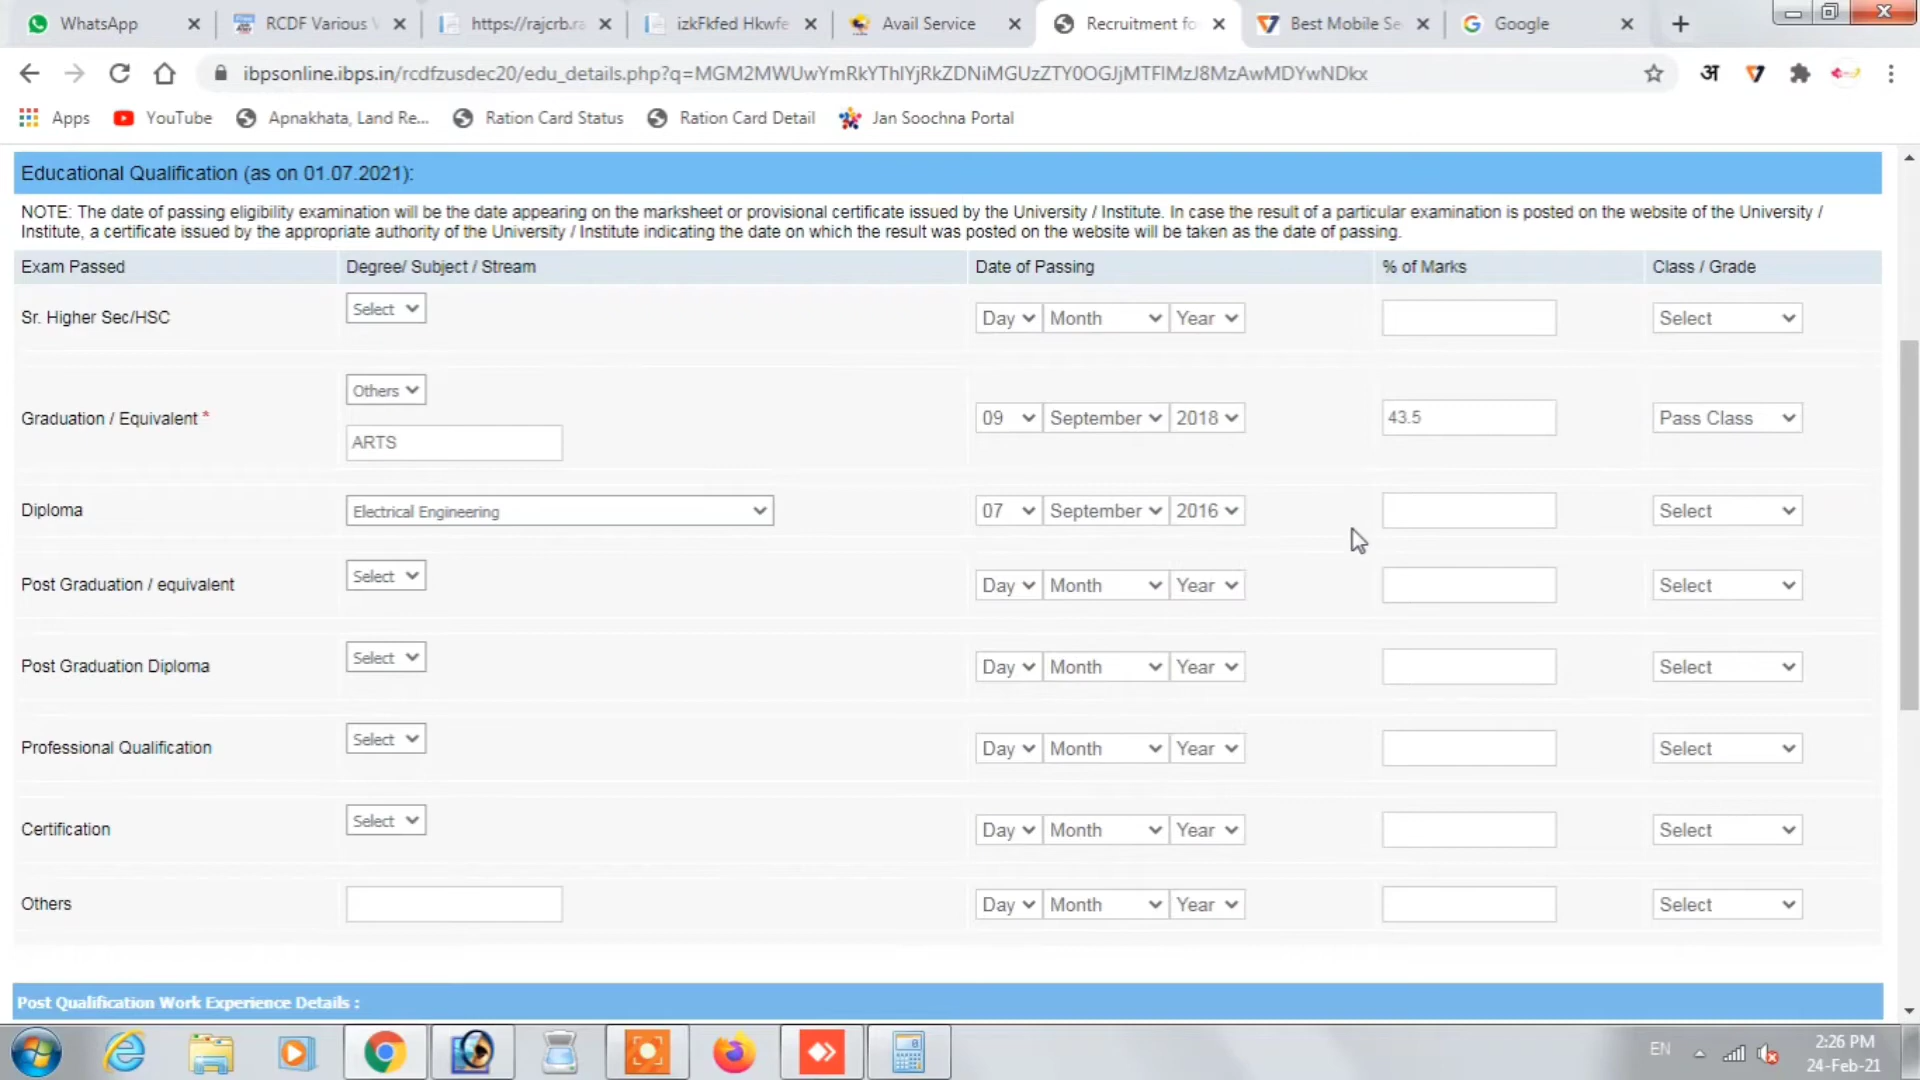 WhatsApp
RCDF Various V
https://rajcrb.ra
izkFkfed Hkwfe
Avail Service
Recruitment fo
Best Mobile Se
Google
ibpsonline.ibps.in/rcdfzusdec20/edu_details.php?q=MGM2MWUwYmRkYThlYjRkZDNiMGUzZTY0OGJjMTFlMzJ8MzAwMDYwNDkx
अ
Apps
YouTube
Apnakhata, Land Re...
Ration Card Status
Ration Card Detail
Jan Soochna Portal
Educational Qualification (as on 01.07.2021):
NOTE: The date of passing eligibility examination will be the date appearing on the marksheet or provisional certificate issued by the University / Institute. In case the result of a particular examination is posted on the website of the University /
Institute, a certificate issued by the appropriate authority of the University / Institute indicating the date on which the result was posted on the website will be taken as the date of passing.
Exam Passed Degree/ Subject / Stream Date of Passing % of Marks Class / Grade
Sr. Higher Sec/HSC Select Day Month Year Select
Others
Graduation / Equivalent * 09 September 2018 43.5 Pass Class
ARTS
Diploma Electrical Engineering 07 September 2016 Select
Post Graduation / equivalent Select Day Month Year Select
Post Graduation Diploma Select Day Month Year Select
Professional Qualification Select Day Month Year Select
Certification Select Day Month Year Select
Others Day Month Year Select
Post Qualification Work Experience Details :
EN
2:26 PM
24-Feb-21